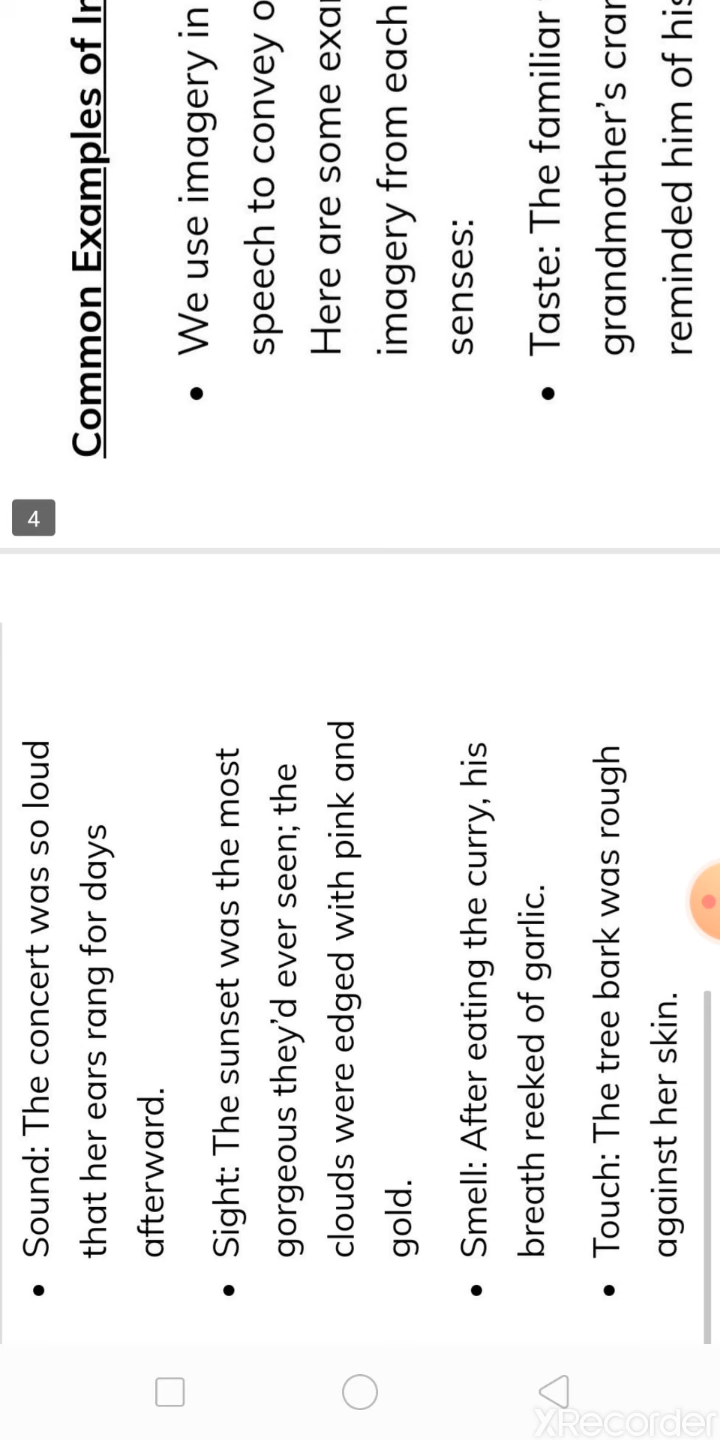 Sound: The concert was so loud
that her ears rang for days
afterward.
Sight: The sunset was the most
gorgeous they’d ever seen; the
clouds were edged with pink and
gold.
Smell: After eating the curry, his
breath reeked of garlic.
Touch: The tree bark was rough
against her skin.
4
Common Examples of
We use imagery in
speech to convey
Here are some
imagery from each
senses:
Taste: The familiar
grandmother’s
reminded him of his
XRecorder